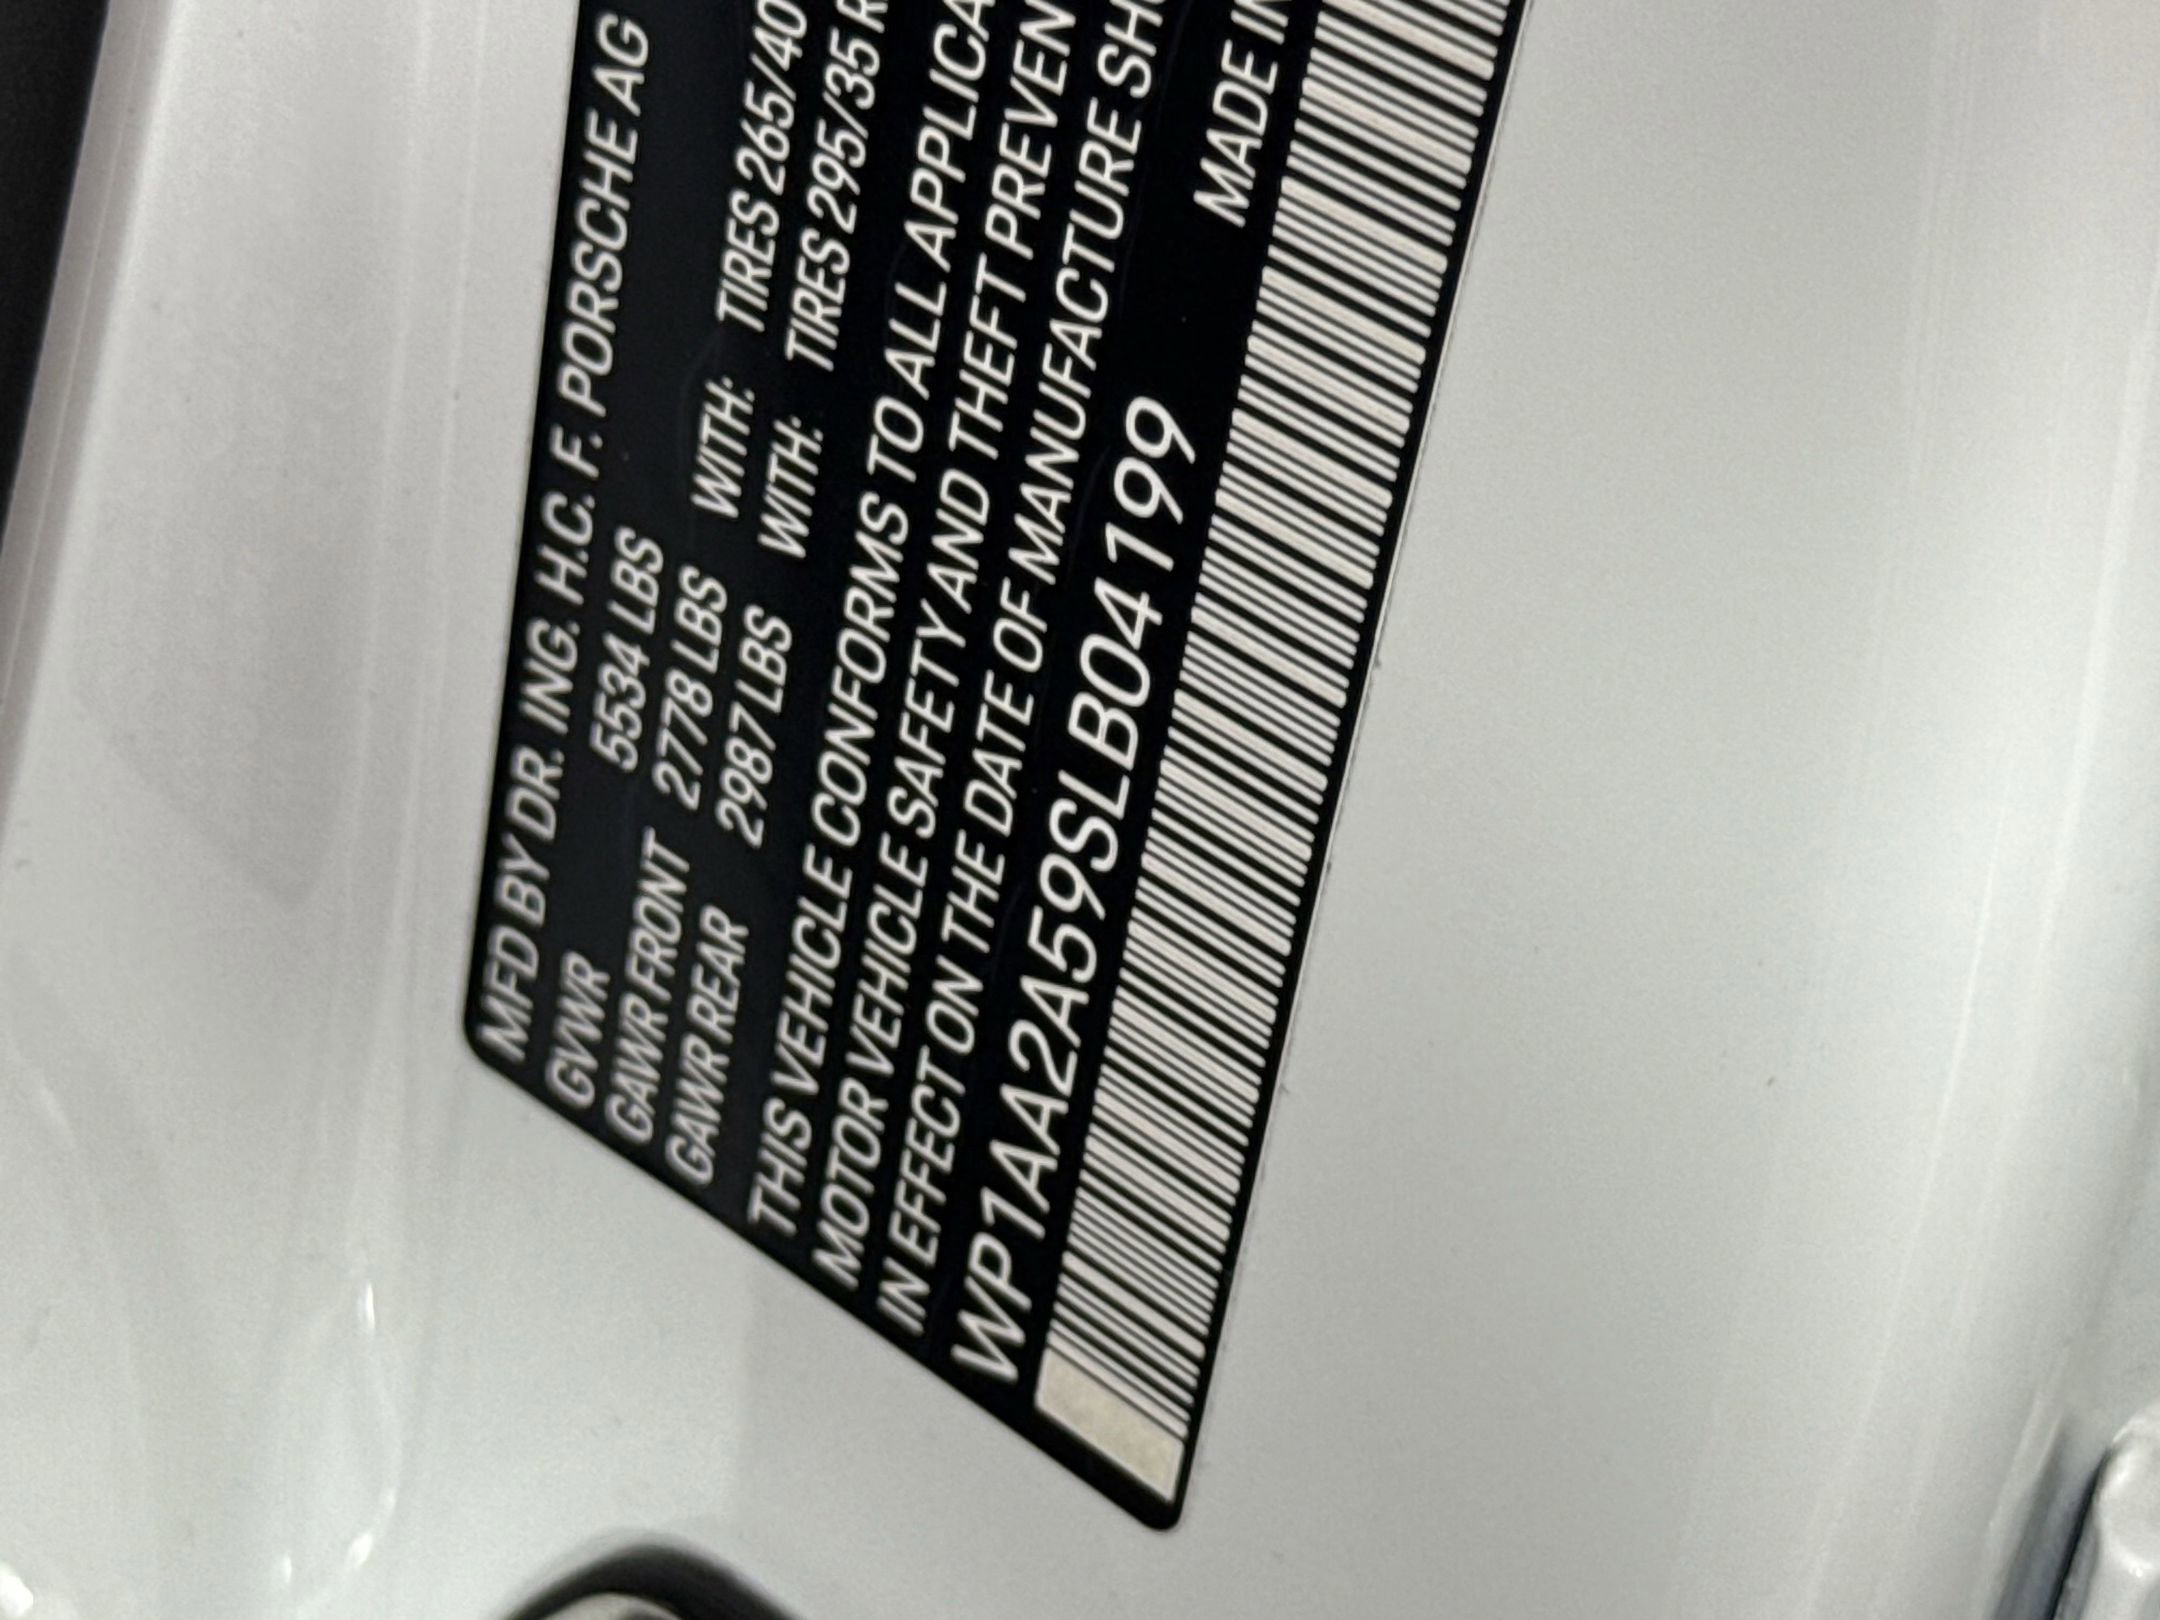 MFD BY DR. ING. H.C. F. PORSCHE AG
GVWR 5534 LBS
GAWR FRONT 2778 LBS WITH: TIRES 265/40
GAWR REAR 2987 LBS WITH: TIRES 295/35 R
THIS VEHICLE CONFORMS TO ALL APPLICA
MOTOR VEHICLE SAFETY AND THEFT PREVEN
IN EFFECT ON THE DATE OF MANUFACTURE SHO
WP1AA2A59SLB04199 MADE IN